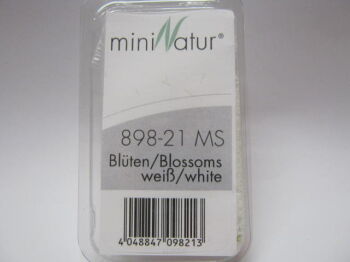 miniNatur®
898-21 MS
Blüten/Blossoms
weiß/white
4 048847 098213